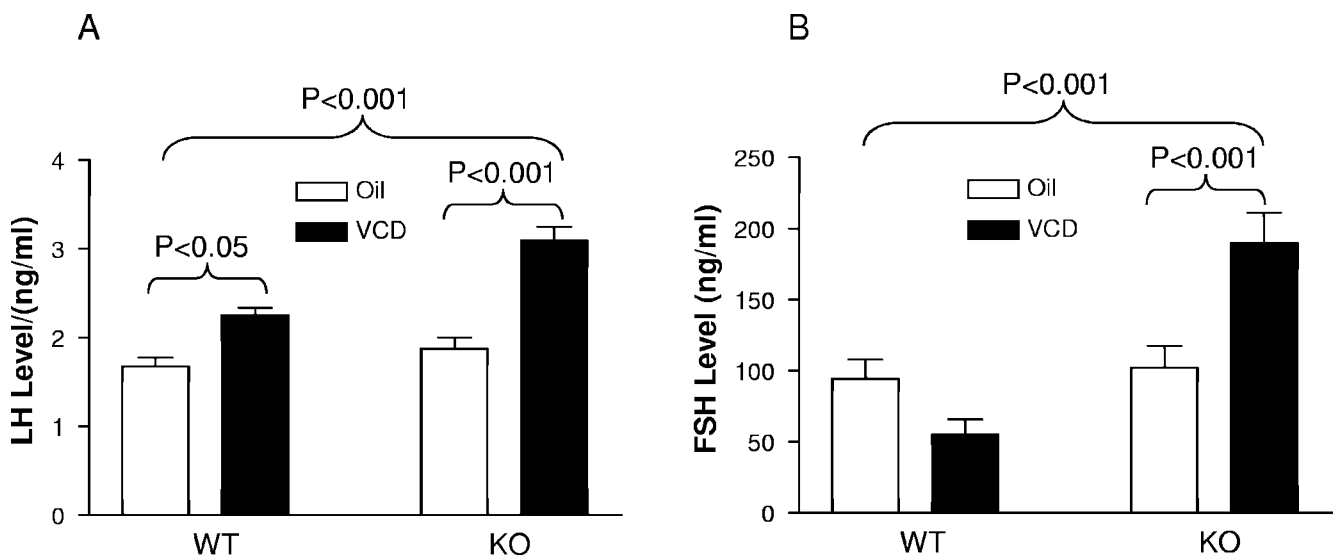 A
P<0.001
P<0.001
P<0.05
Oil
VCD
LH Level/(ng/ml)
4
3
2
1
0
WT
KO
B
P<0.001
P<0.001
Oil
VCD
FSH Level (ng/ml)
250
200
150
100
50
0
WT
KO